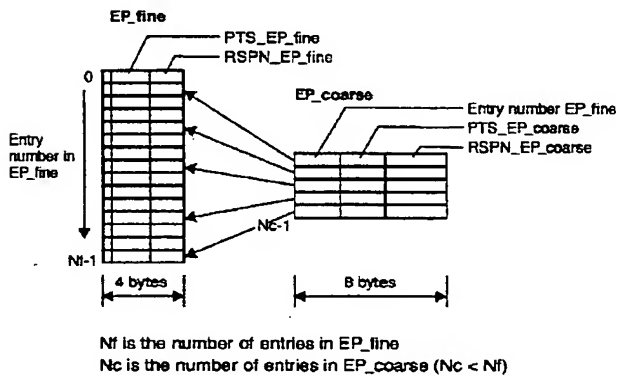 EP_fine
PTS_EP_fine
RSPN_EP_fine
0
EP_coarse
Entry number EP_fine
PTS_EP_coarse
RSPN_EP_coarse
Entry
number in
EP_fine
Nc-1
Nf-1
4 bytes
8 bytes
Nf is the number of entries in EP_fine
Nc is the number of entries in EP_coarse (Nc < Nf)